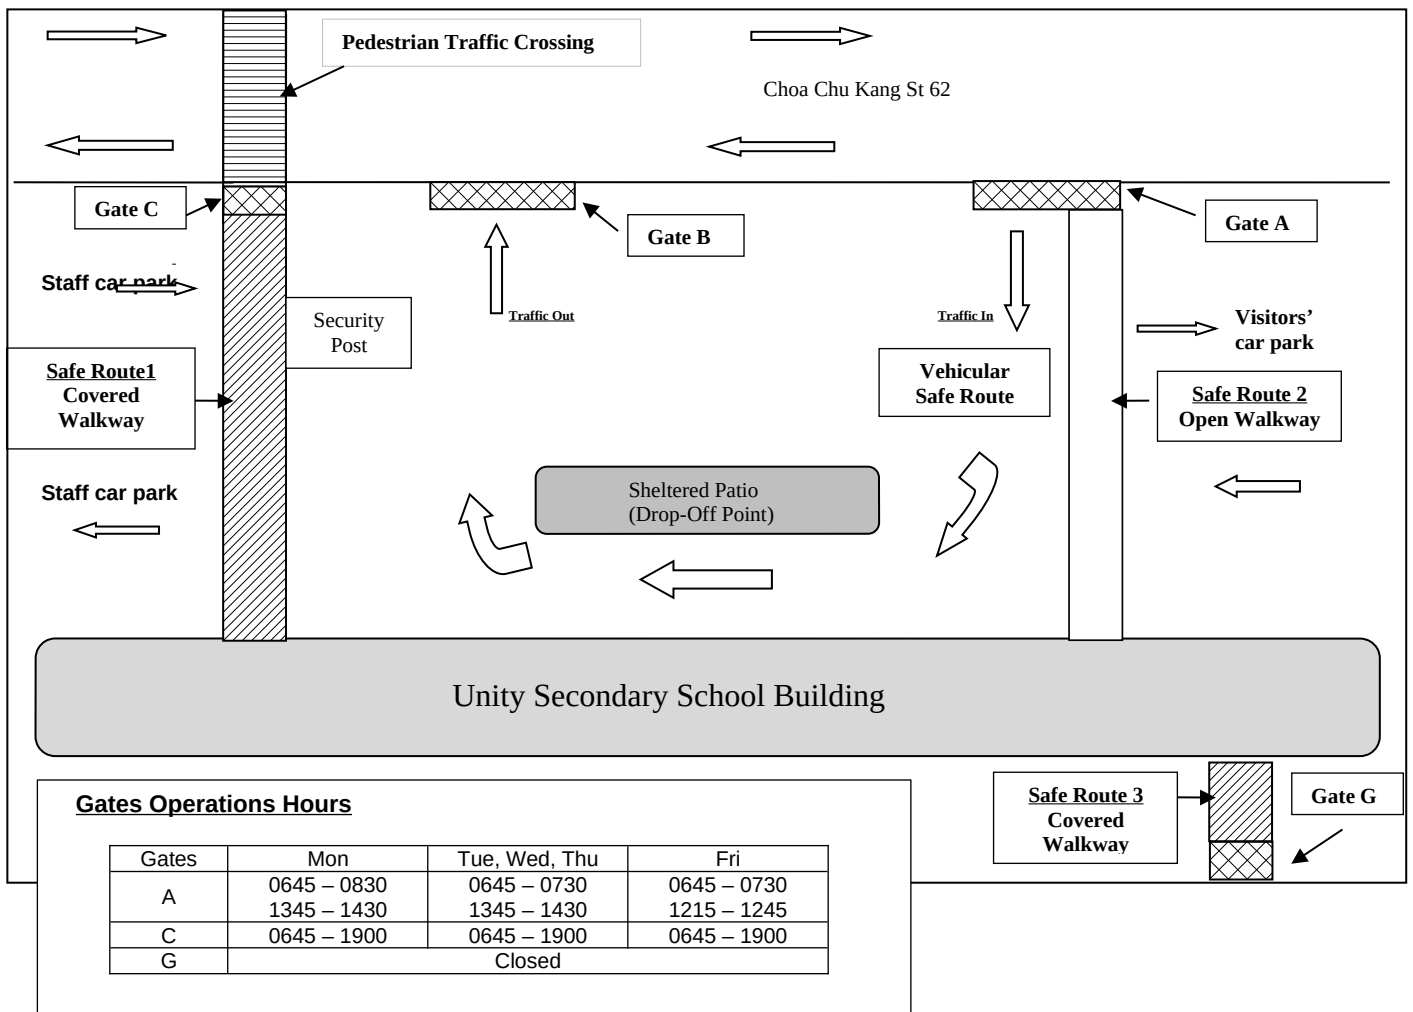 Pedestrian Traffic Crossing
Choa Chu Kang St 62
Gate C
Gate B
Gate A
Staff car park
Security
Post
Traffic Out
Traffic In
Visitors’
car park
Safe Route1
Covered
Walkway
Vehicular
Safe Route
Safe Route 2
Open Walkway
Staff car park
Sheltered Patio
(Drop-Off Point)
Unity Secondary School Building
Safe Route 3
Covered
Walkway
Gate G
Gates Operations Hours
Gates Mon Tue, Wed, Thu Fri
A 0645 – 0830 0645 – 0730 0645 – 0730
1345 – 1430 1345 – 1430 1215 – 1245
C 0645 – 1900 0645 – 1900 0645 – 1900
G Closed